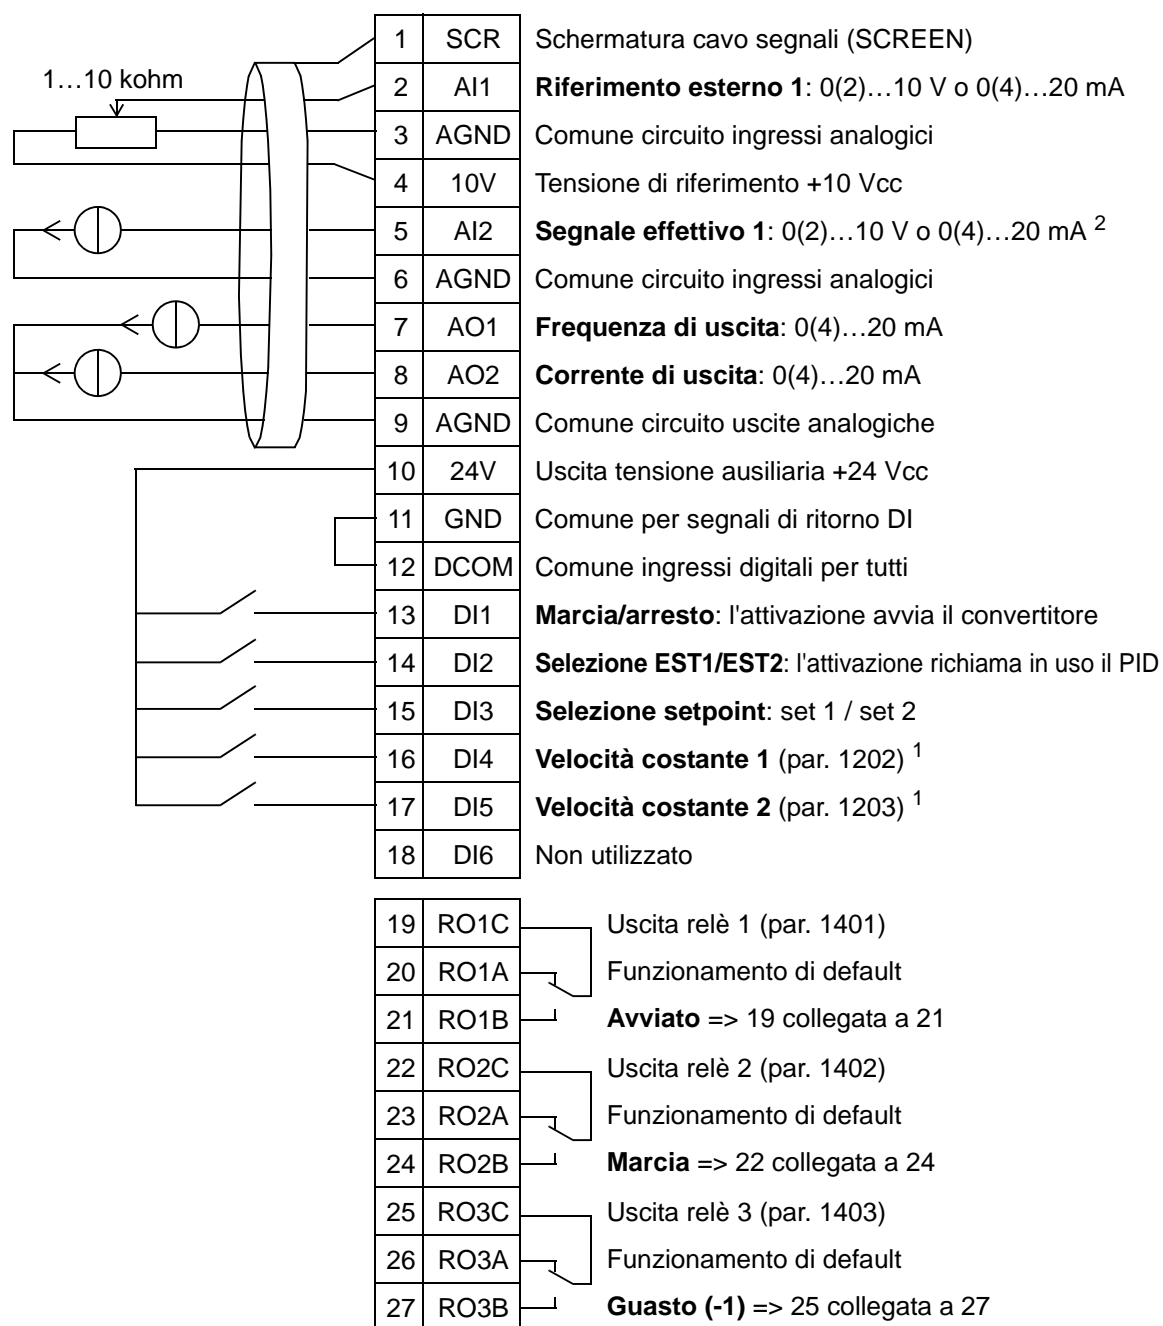 1 SCR Schermatura cavo segnali (SCREEN)
1…10 kohm
2 AI1 Riferimento esterno 1: 0(2)…10 V o 0(4)…20 mA
3 AGND Comune circuito ingressi analogici
4 10V Tensione di riferimento +10 Vcc
5 AI2 Segnale effettivo 1: 0(2)…10 V o 0(4)…20 mA 2
6 AGND Comune circuito ingressi analogici
7 AO1 Frequenza di uscita: 0(4)…20 mA
8 AO2 Corrente di uscita: 0(4)…20 mA
9 AGND Comune circuito uscite analogiche
10 24V Uscita tensione ausiliaria +24 Vcc
11 GND Comune per segnali di ritorno DI
12 DCOM Comune ingressi digitali per tutti
13 DI1 Marcia/arresto: l'attivazione avvia il convertitore
14 DI2 Selezione EST1/EST2: l'attivazione richiama in uso il PID
15 DI3 Selezione setpoint: set 1 / set 2
16 DI4 Velocità costante 1 (par. 1202) 1
17 DI5 Velocità costante 2 (par. 1203) 1
18 DI6 Non utilizzato
19 RO1C Uscita relè 1 (par. 1401)
20 RO1A Funzionamento di default
21 RO1B Avviato => 19 collegata a 21
22 RO2C Uscita relè 2 (par. 1402)
23 RO2A Funzionamento di default
24 RO2B Marcia => 22 collegata a 24
25 RO3C Uscita relè 3 (par. 1403)
26 RO3A Funzionamento di default
27 RO3B Guasto (-1) => 25 collegata a 27